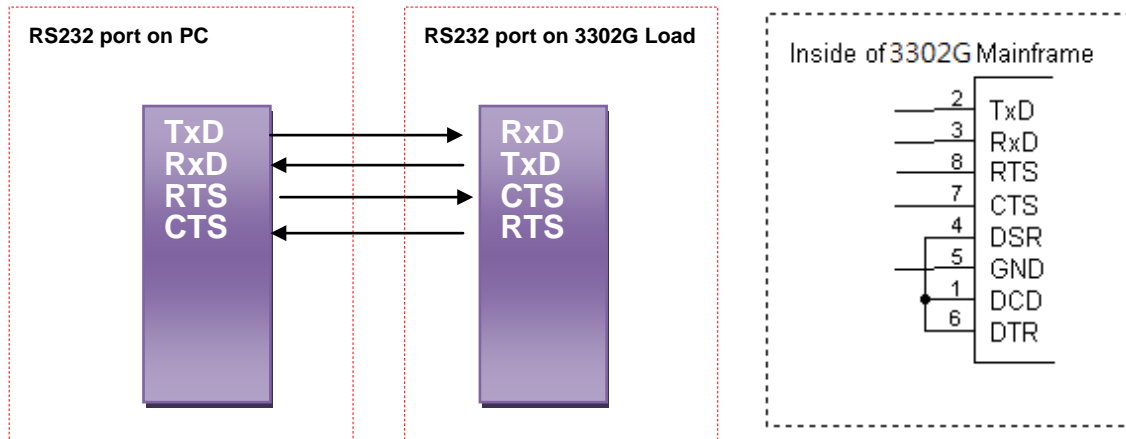 RS232 port on PC
TxD
RxD
RTS
CTS
RS232 port on 3302G Load
RxD
TxD
CTS
RTS
Inside of 3302G Mainframe
2 TxD
3 RxD
8 RTS
7 CTS
4 DSR
5 GND
1 DCD
6 DTR